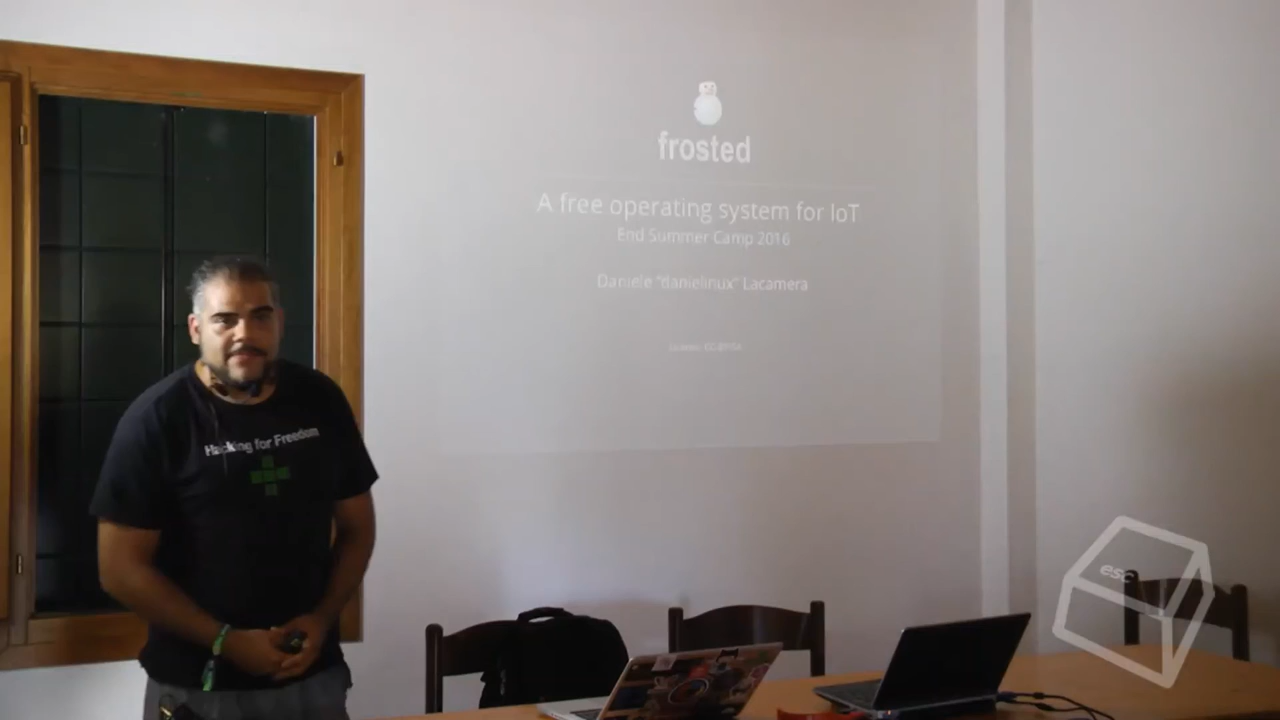 frosted
A free operating system for IoT
End Summer Camp 2016
Daniele "danielinux" Lacamera
Hacking for Freedom
esc